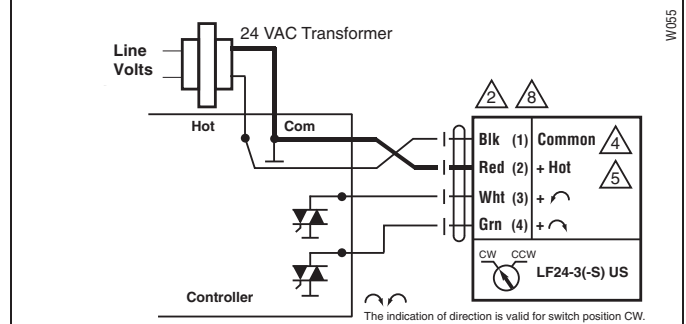 W055
24 VAC Transformer
Line
Volts
Hot Com
2 8
Blk (1) Common 4
Red (2) + Hot
5
Wht (3) +
Grn (4) +
CW CCW
LF24-3(-S) US
Controller
The indication of direction is valid for switch position CW.